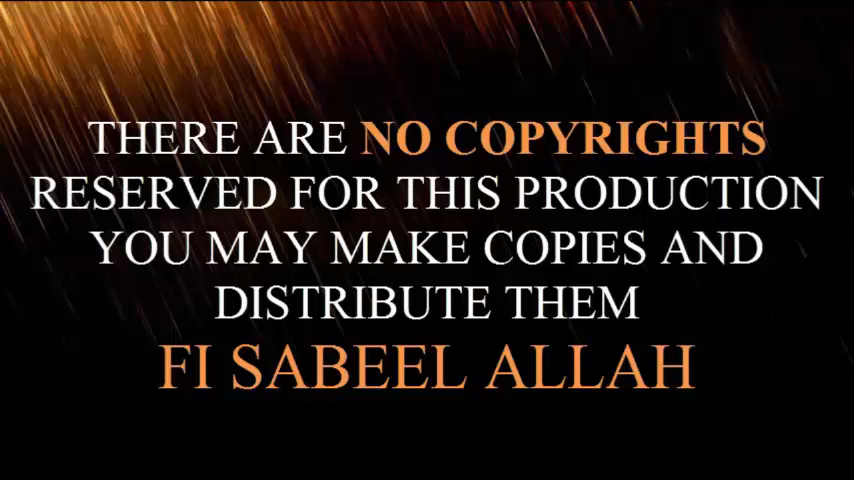 THERE ARE NO COPYRIGHTS
RESERVED FOR THIS PRODUCTION
YOU MAY MAKE COPIES AND
DISTRIBUTE THEM
FI SABEEL ALLAH